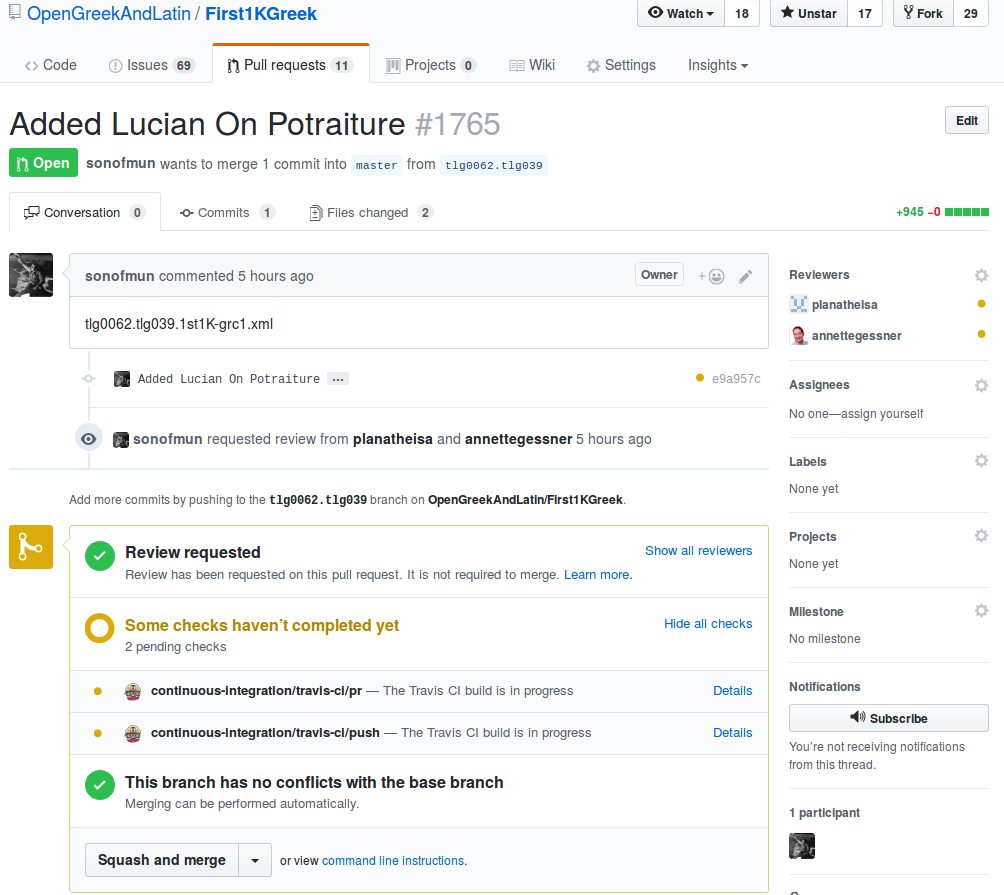 OpenGreekAndLatin / First1KGreek
Watch 18 Unstar 17 Fork 29
Code Issues 69 Pull requests 11 Projects 0 Wiki Settings Insights
Added Lucian On Potraiture #1765 Edit
Open sonofmun wants to merge 1 commit into master from tlg0062.tlg039
Conversation 0 Commits 1 Files changed 2 +945 −0
sonofmun commented 5 hours ago Owner +
tlg0062.tlg039.1st1K-grc1.xml
Added Lucian On Potraiture … e9a957c
sonofmun requested review from planatheisa and annettegessner 5 hours ago
Add more commits by pushing to the tlg0062.tlg039 branch on OpenGreekAndLatin/First1KGreek.
Review requested Show all reviewers
Review has been requested on this pull request. It is not required to merge. Learn more.
Some checks haven’t completed yet Hide all checks
2 pending checks
continuous-integration/travis-ci/pr — The Travis CI build is in progress Details
continuous-integration/travis-ci/push — The Travis CI build is in progress Details
This branch has no conflicts with the base branch
Merging can be performed automatically.
Squash and merge or view command line instructions.
Reviewers
planatheisa
annettegessner
Assignees
No one—assign yourself
Labels
None yet
Projects
None yet
Milestone
No milestone
Notifications
Subscribe
You’re not receiving notifications
from this thread.
1 participant